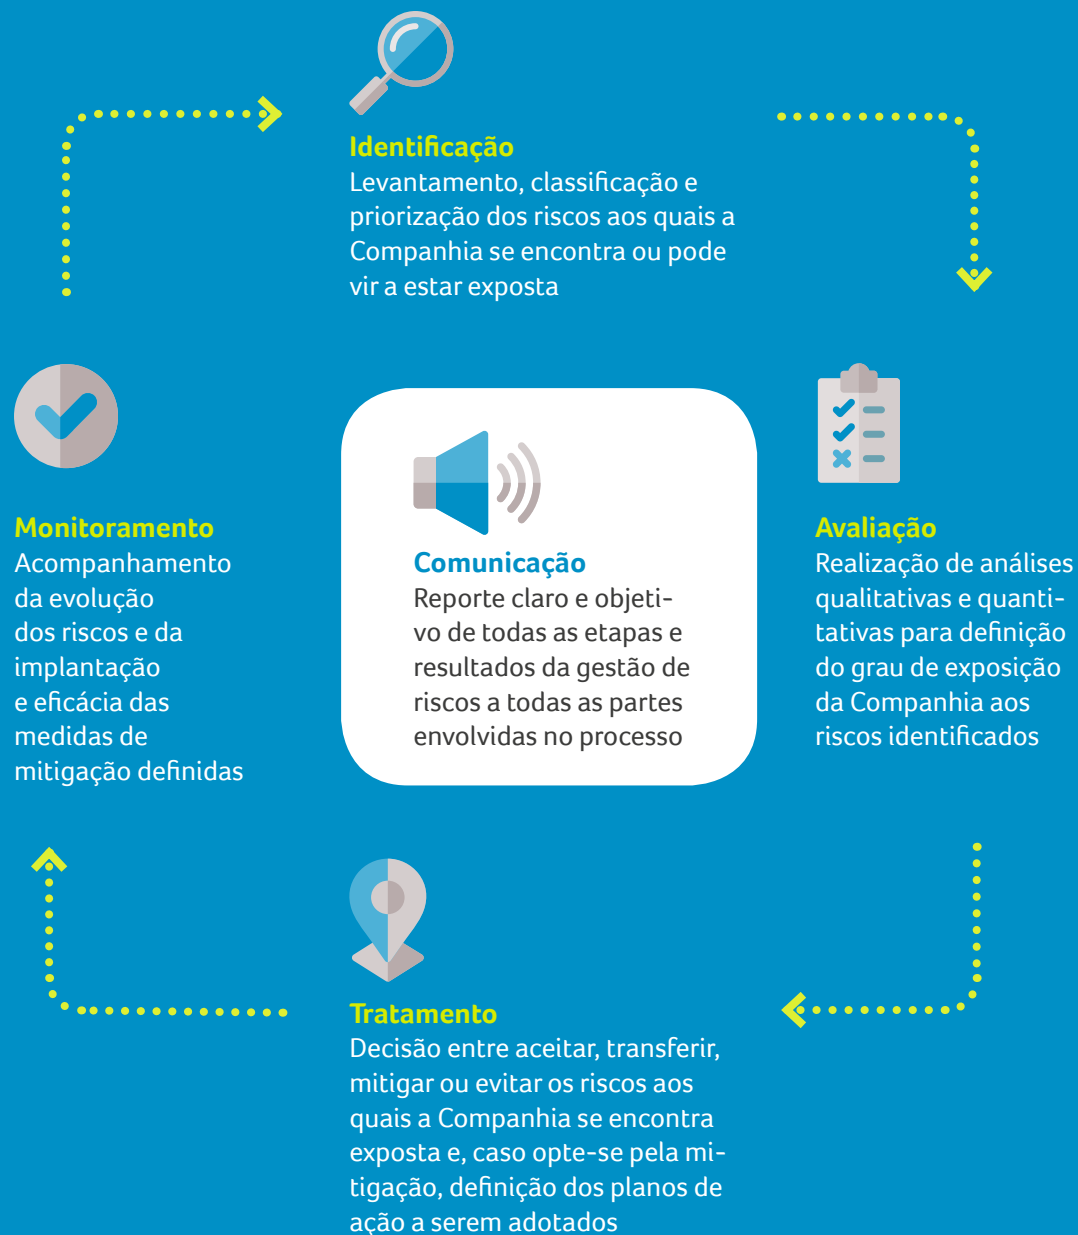 Identificação
Levantamento, classificação e
priorização dos riscos aos quais a
Companhia se encontra ou pode
vir a estar exposta
Monitoramento
Acompanhamento
da evolução
dos riscos e da
implantação
e eficácia das
medidas de
mitigação definidas
Comunicação
Reporte claro e objeti-
vo de todas as etapas e
resultados da gestão de
riscos a todas as partes
envolvidas no processo
Avaliação
Realização de análises
qualitativas e quanti-
tativas para definição
do grau de exposição
da Companhia aos
riscos identificados
Tratamento
Decisão entre aceitar, transferir,
mitigar ou evitar os riscos aos
quais a Companhia se encontra
exposta e, caso opte-se pela mi-
tigação, definição dos planos de
ação a serem adotados